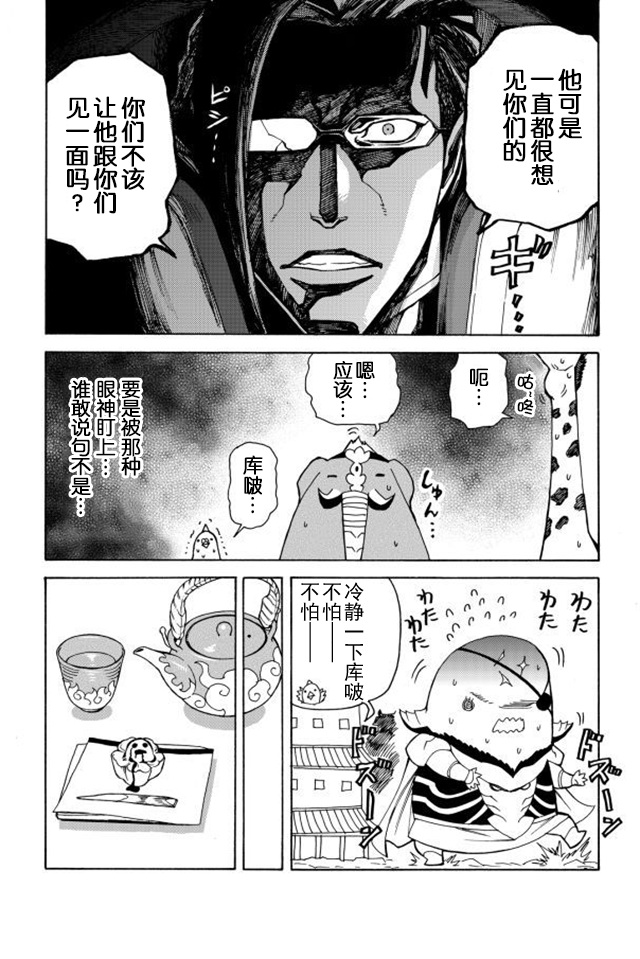 他可是
一直都很想
见你们的
你们不该
让他跟你们
见一面吗？
ギ…
咕咚
呃…
嗯…
应该…
しゅん…
库啵
要是被那种
眼神盯上…
谁敢说句不是…
わた
わた
わた
わた
冷静一下库啵
不怕——
不怕——
ドズーン
ドズーン